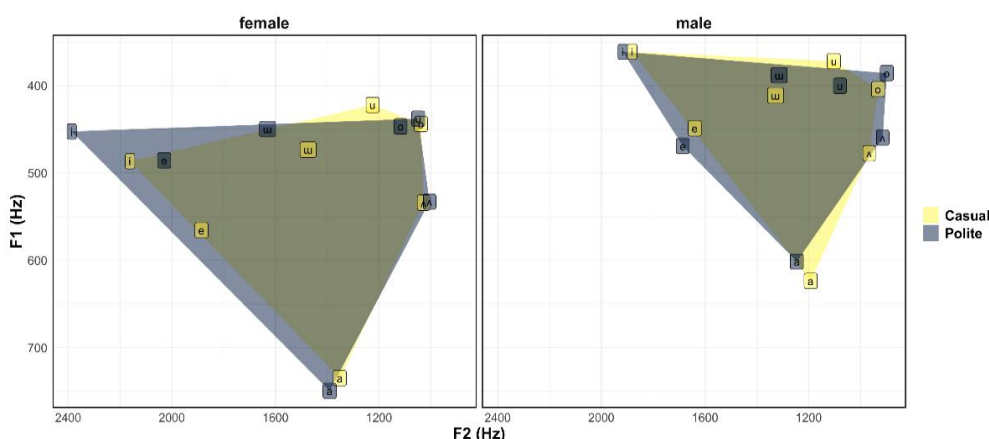 female
male
400
500
600
700
F1 (Hz)
i
ɯ
u
o
e
i
e
ɯ
u
o
ʌ
ʌ
a
a
i
i
u
o
o
ɯ
ɯ
u
e
e
ʌ
ʌ
a
a
Casual
Polite
2400
2000
1600
1200
2400
2000
1600
1200
F2 (Hz)